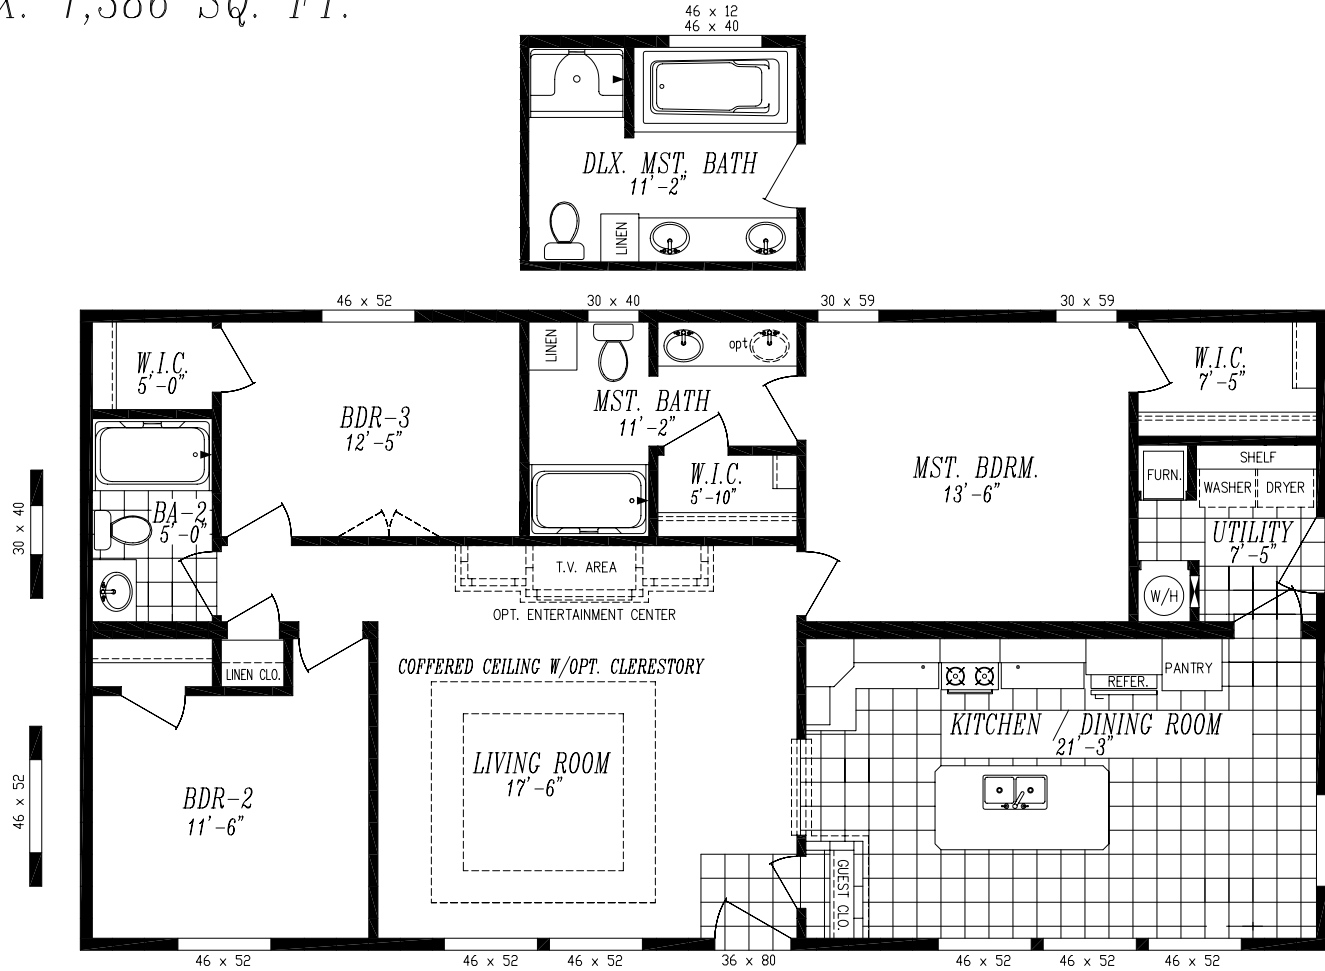 X. 1,586 SQ. FT.
46 x 12
46 x 40
DLX. MST. BATH
11'-2"
LINEN
46 x 52
30 x 40
30 x 59
30 x 59
W.I.C.
5'-0"
BDR-3
12'-5"
LINEN
opt
MST. BATH
11'-2"
W.I.C.
5'-10"
MST. BDRM.
13'-6"
W.I.C.
7'-5"
FURN.
SHELF
WASHER
DRYER
UTILITY
7'-5"
W/H
30 x 40
BA-2
5'-0"
T.V. AREA
OPT. ENTERTAINMENT CENTER
LINEN CLO.
COFFERED CEILING W/OPT. CLERESTORY
LIVING ROOM
17'-6"
PANTRY
REFER.
KITCHEN / DINING ROOM
21'-3"
46 x 52
BDR-2
11'-6"
GUEST CLO.
46 x 52
46 x 52
46 x 52
36 x 80
46 x 52
46 x 52
46 x 52